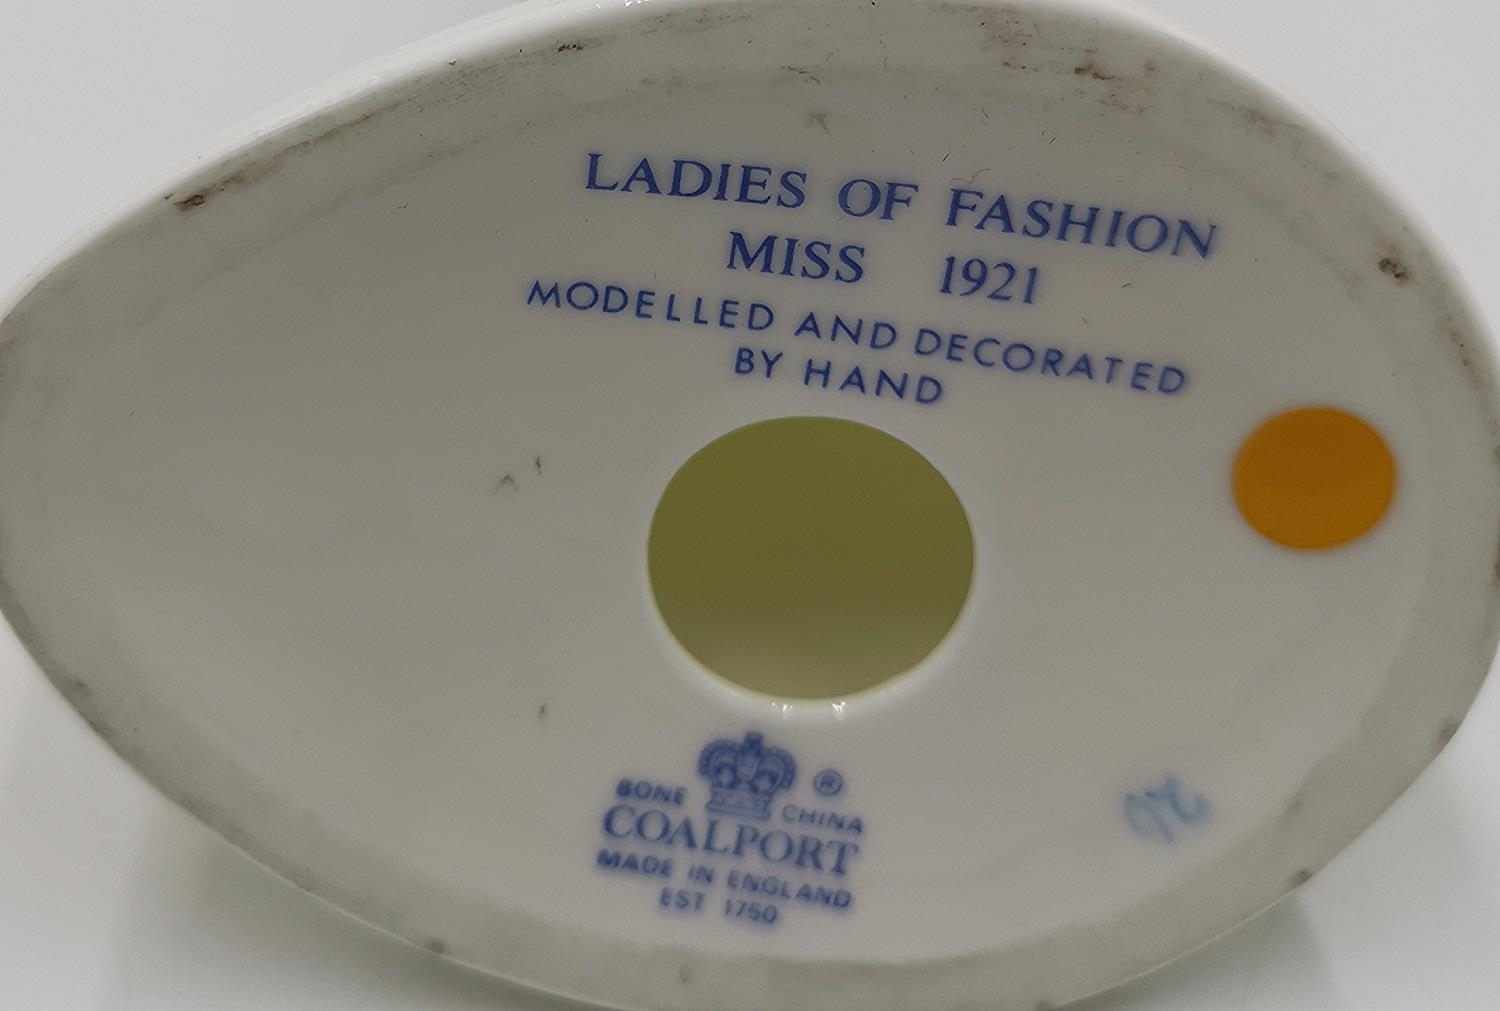 LADIES OF FASHION
MISS 1921
MODELLED AND DECORATED
BY HAND
®
BONE CHINA
COALPORT
MADE IN ENGLAND
EST 1750